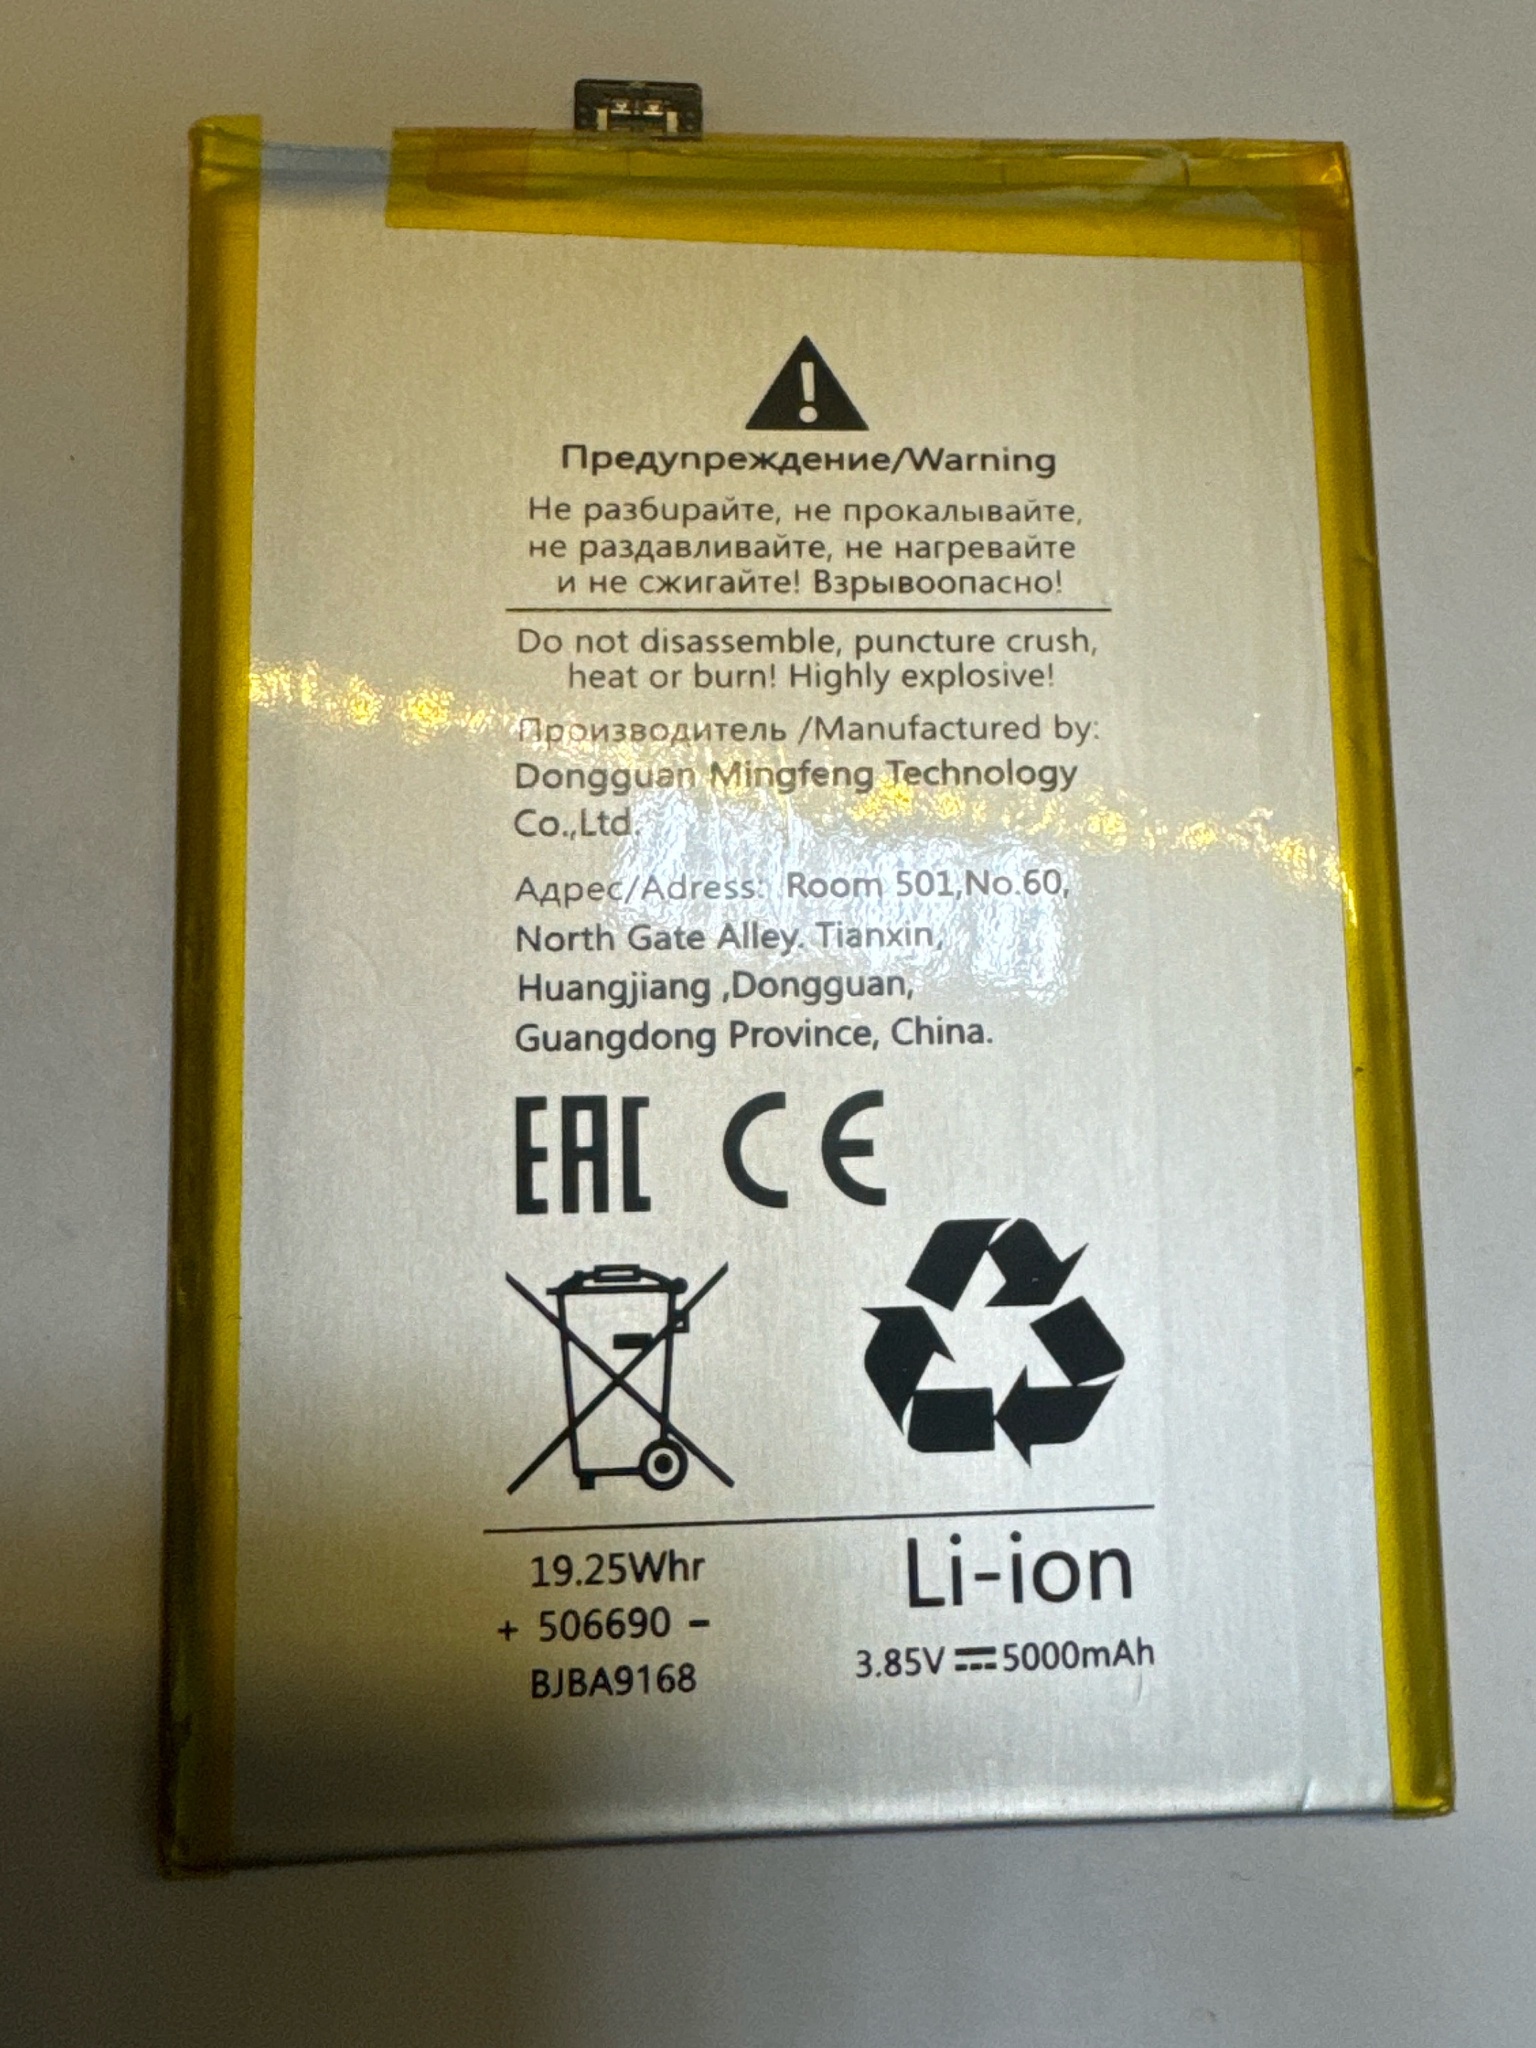 Предупреждение/Warning
Не разбирайте, не прокалывайте,
не раздавливайте, не нагревайте
и не сжигайте! Взрывоопасно!
Do not disassemble, puncture crush,
heat or burn! Highly explosive!
Производитель /Manufactured by:
Dongguan Mingfeng Technology
Co.,Ltd.
Адрес/Adress: Room 501,No.60,
North Gate Alley. Tianxin,
Huangjiang ,Dongguan,
Guangdong Province, China.
EAC CE
19.25Whr
+ 506690 -
BJBA9168
Li-ion
3.85V 5000mAh